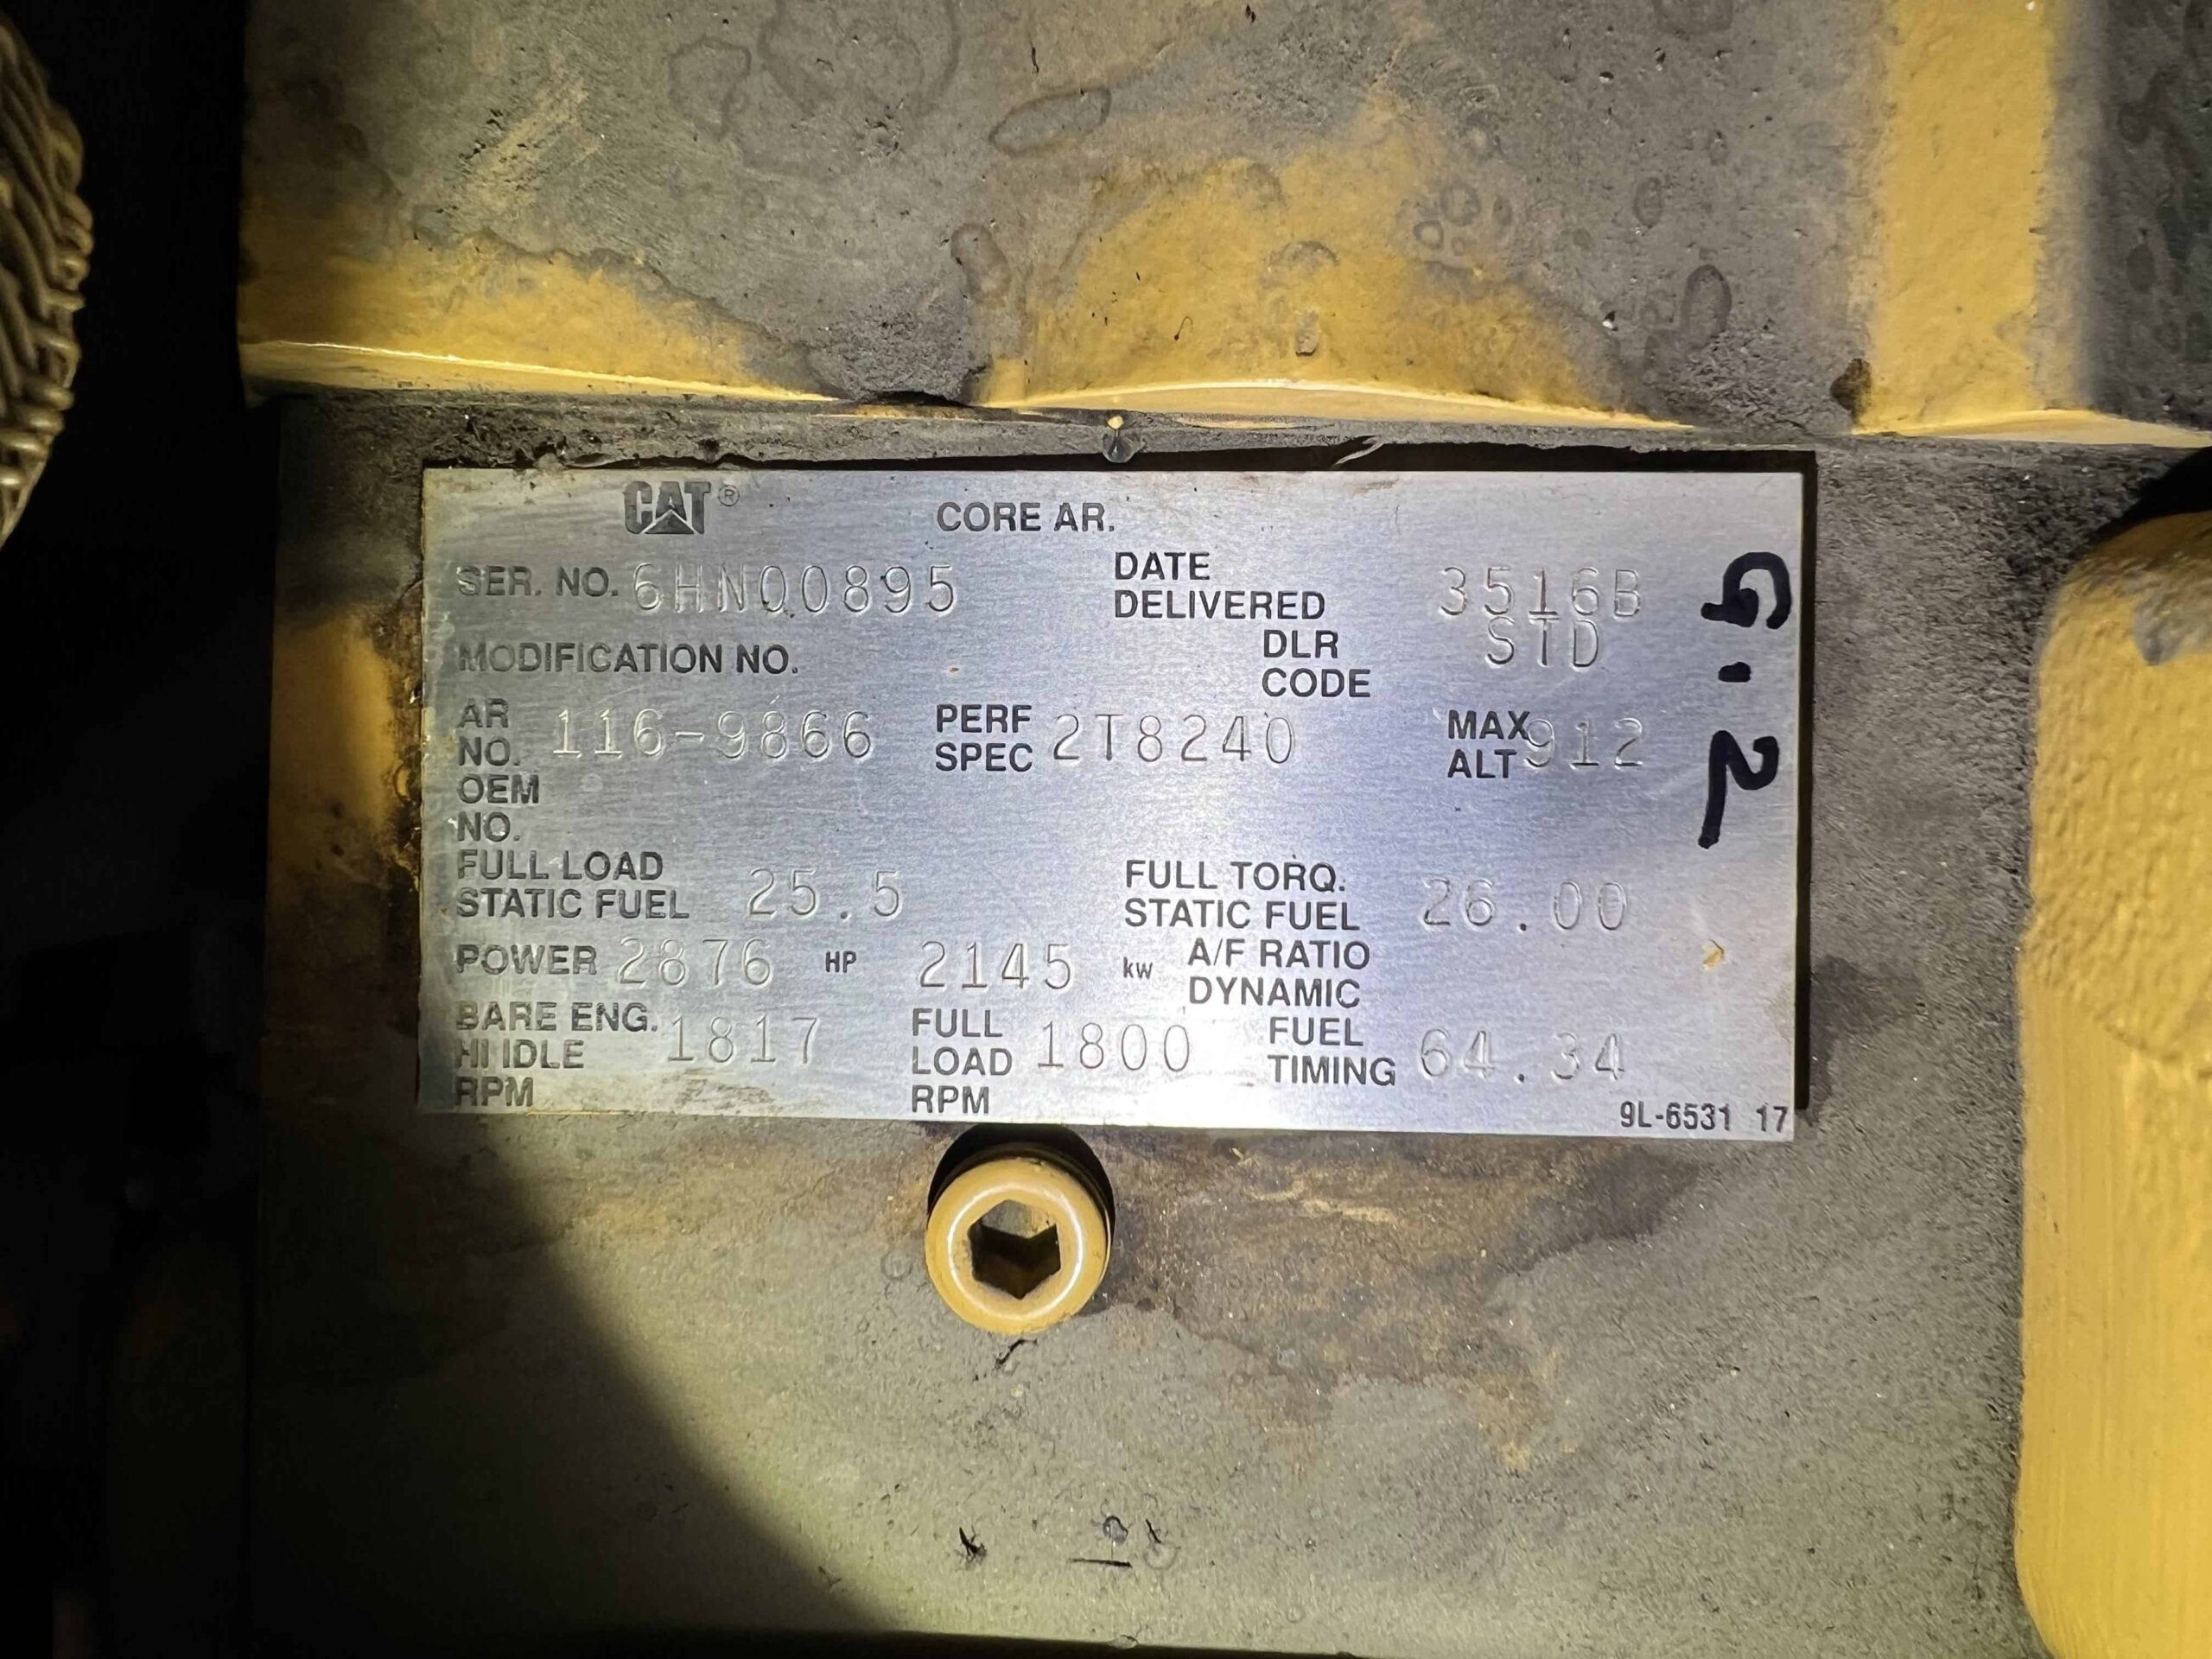 CAT® CORE AR.
SER. NO. 6HN00895 DATE DELIVERED 3516B
MODIFICATION NO. DLR CODE STD
AR NO. 116-9866 PERF SPEC 2T8240 MAX ALT 912
OEM NO.
FULL LOAD STATIC FUEL 25.5 FULL TORQ. STATIC FUEL 26.00
POWER 2876 HP 2145 kw A/F RATIO DYNAMIC
BARE ENG. HI IDLE RPM 1817 FULL LOAD RPM 1800 FUEL TIMING 64.34
9L-6531 17
G.2